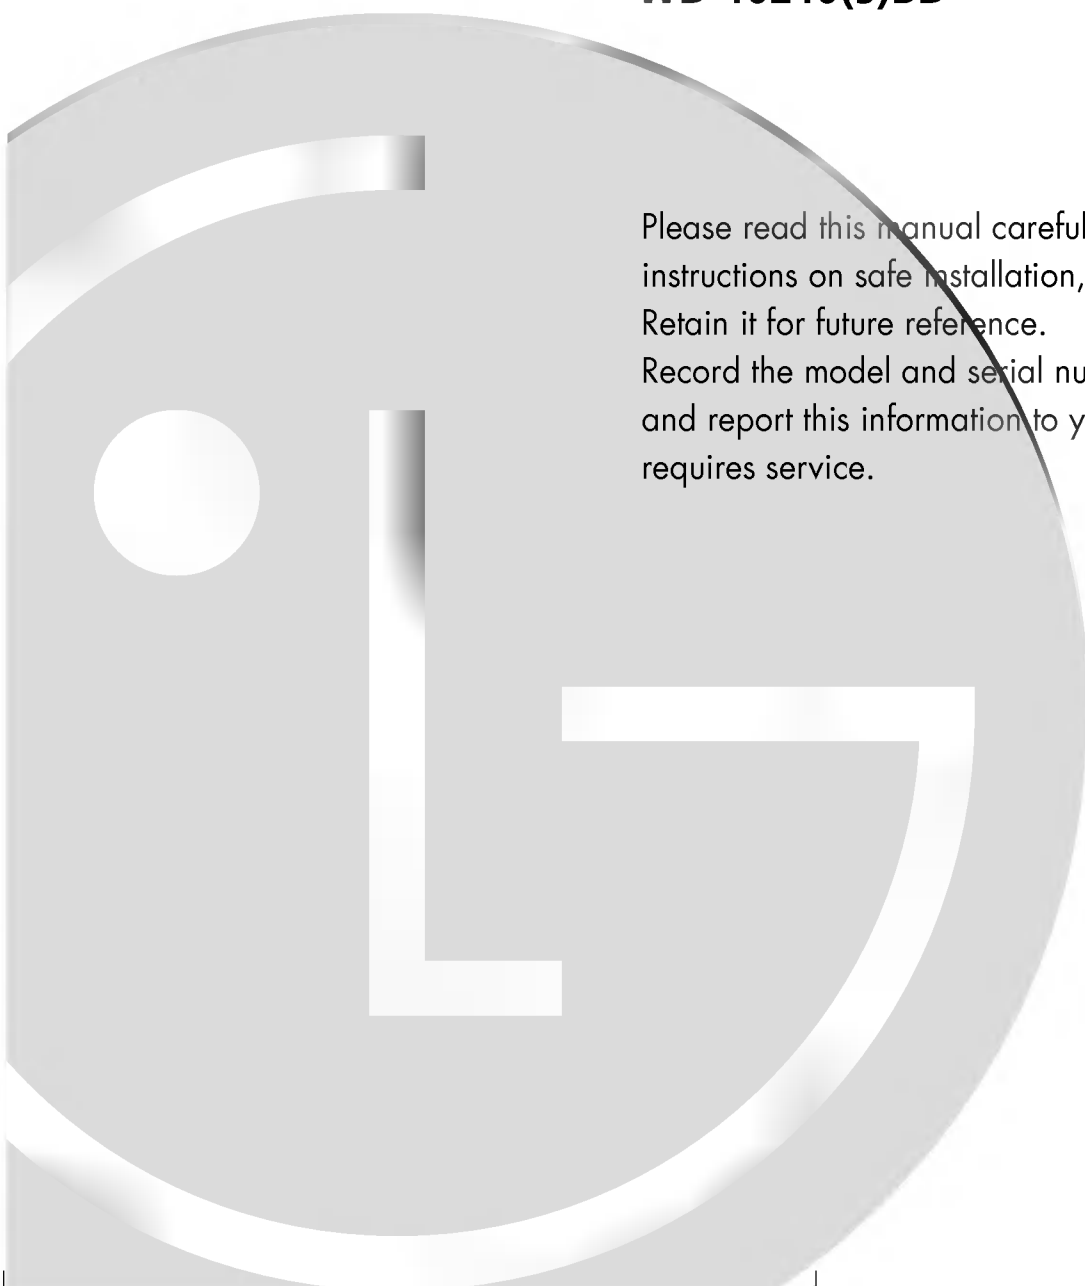 Please read this manual careful
instructions on safe installation,
Retain it for future reference.
Record the model and serial nu
and report this information to y
requires service.